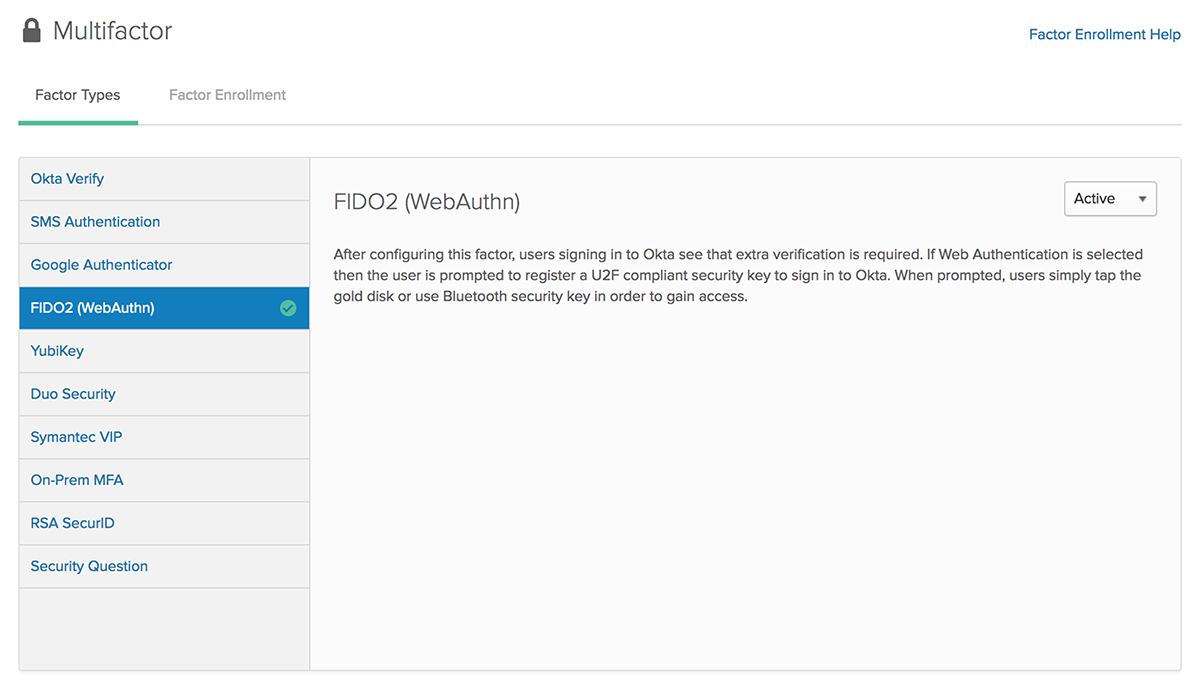 Multifactor
Factor Enrollment Help
Factor Types
Factor Enrollment
Okta Verify
SMS Authentication
Google Authenticator
FIDO2 (WebAuthn)
YubiKey
Duo Security
Symantec VIP
On-Prem MFA
RSA SecurID
Security Question
FIDO2 (WebAuthn)
Active
After configuring this factor, users signing in to Okta see that extra verification is required. If Web Authentication is selected
then the user is prompted to register a U2F compliant security key to sign in to Okta. When prompted, users simply tap the
gold disk or use Bluetooth security key in order to gain access.